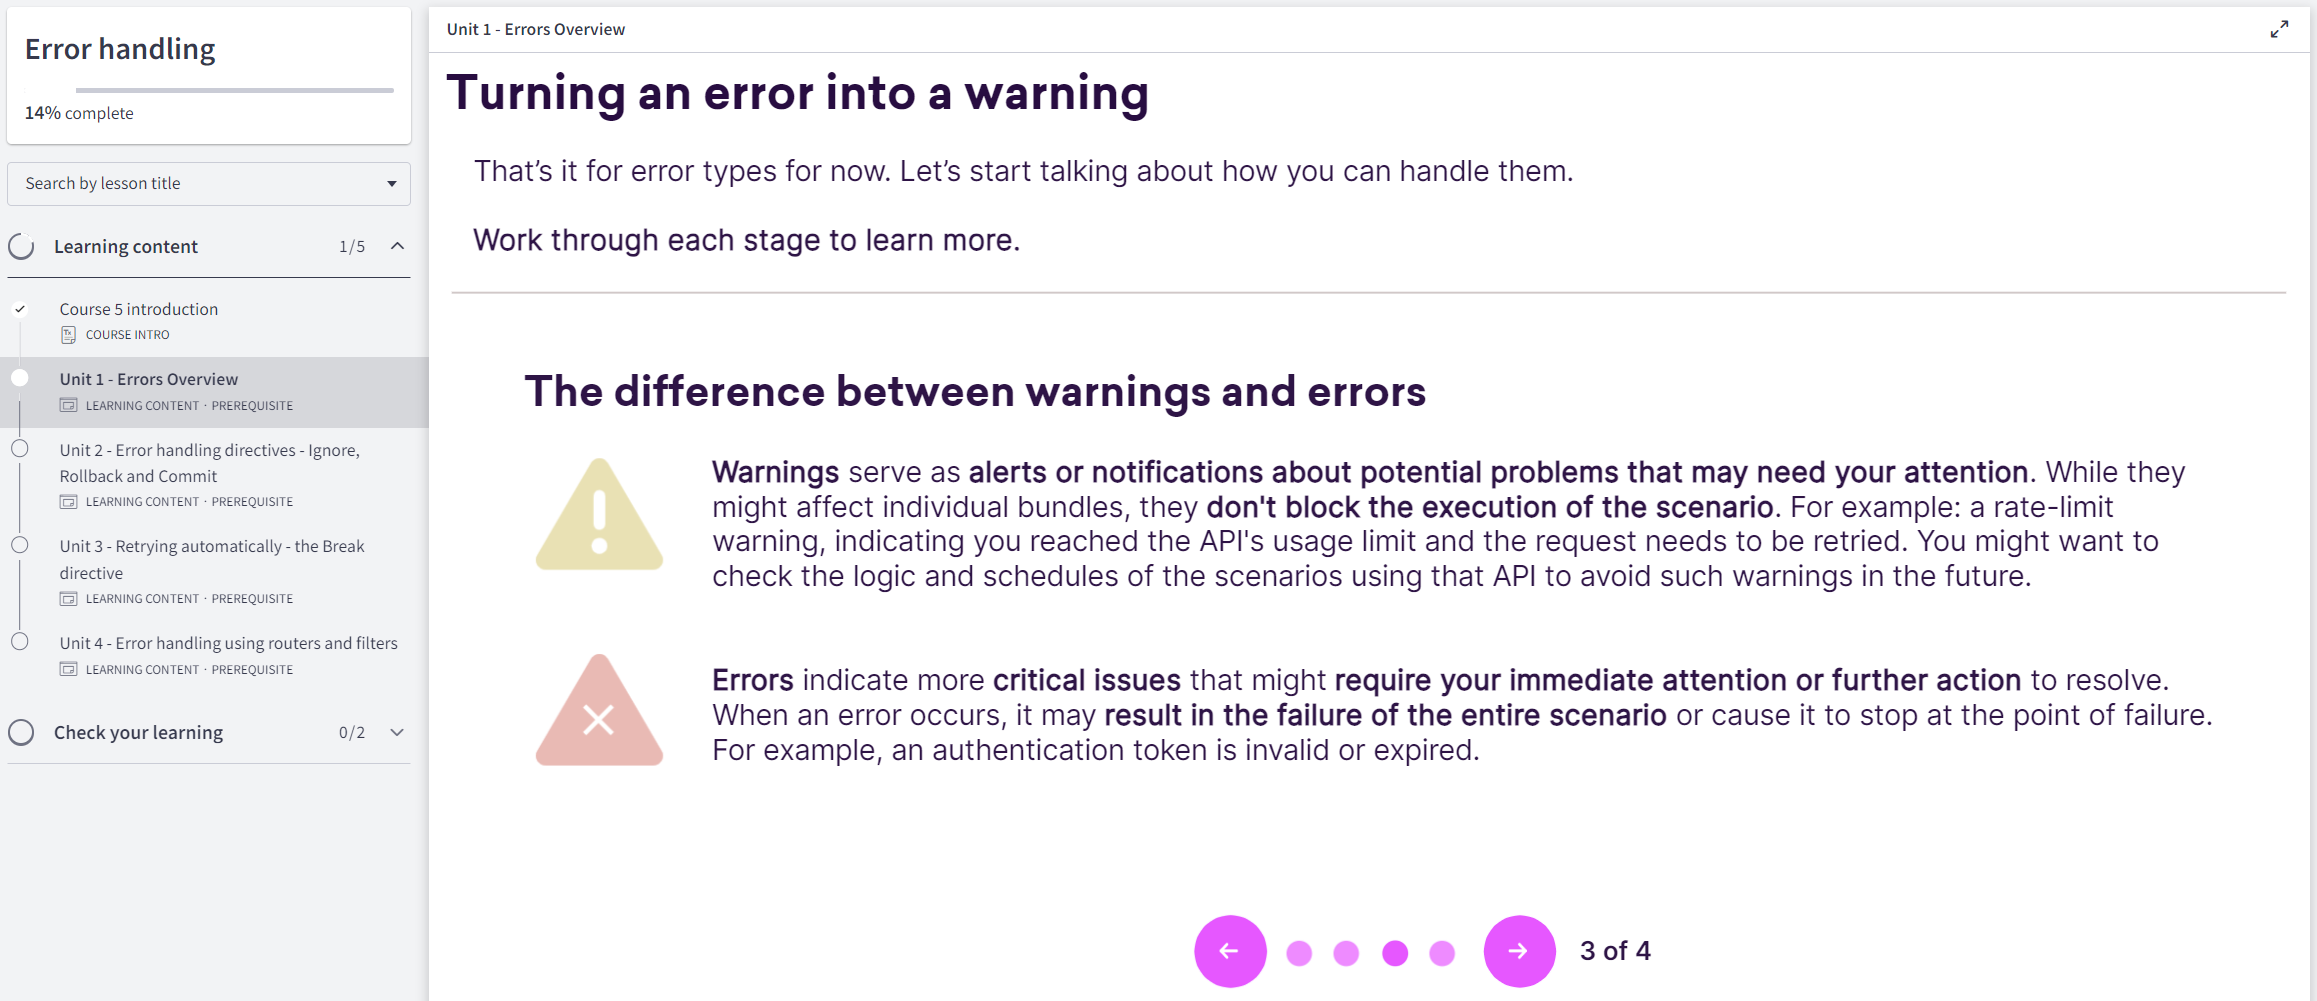 Error handling
14% complete
Search by lesson title
Learning content 1/5
Course 5 introduction
COURSE INTRO
Unit 1 - Errors Overview
LEARNING CONTENT · PREREQUISITE
Unit 2 - Error handling directives - Ignore,
Rollback and Commit
LEARNING CONTENT · PREREQUISITE
Unit 3 - Retrying automatically - the Break
directive
LEARNING CONTENT · PREREQUISITE
Unit 4 - Error handling using routers and filters
LEARNING CONTENT · PREREQUISITE
Check your learning 0/2
Unit 1 - Errors Overview
Turning an error into a warning
That’s it for error types for now. Let’s start talking about how you can handle them.
Work through each stage to learn more.
The difference between warnings and errors
Warnings serve as alerts or notifications about potential problems that may need your attention. While they
might affect individual bundles, they don't block the execution of the scenario. For example: a rate-limit
warning, indicating you reached the API's usage limit and the request needs to be retried. You might want to
check the logic and schedules of the scenarios using that API to avoid such warnings in the future.
Errors indicate more critical issues that might require your immediate attention or further action to resolve.
When an error occurs, it may result in the failure of the entire scenario or cause it to stop at the point of failure.
For example, an authentication token is invalid or expired.
3 of 4